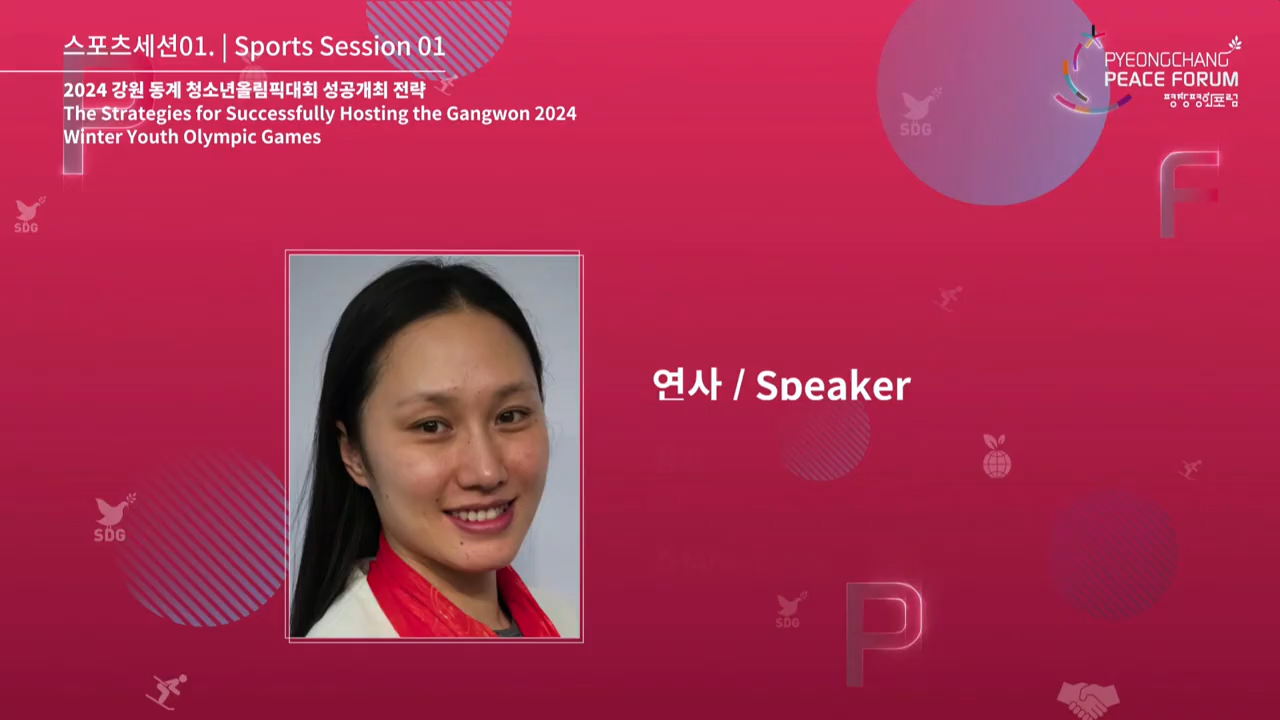 스포츠세션01. | Sports Session 01
2024 강원 동계 청소년올림픽대회 성공개최 전략
The Strategies for Successfully Hosting the Gangwon 2024
Winter Youth Olympic Games
PYEONGCHANG
PEACE FORUM
평창평화포럼
P
F
SDG
SDG
연사 / Speaker
SDG
P
SDG